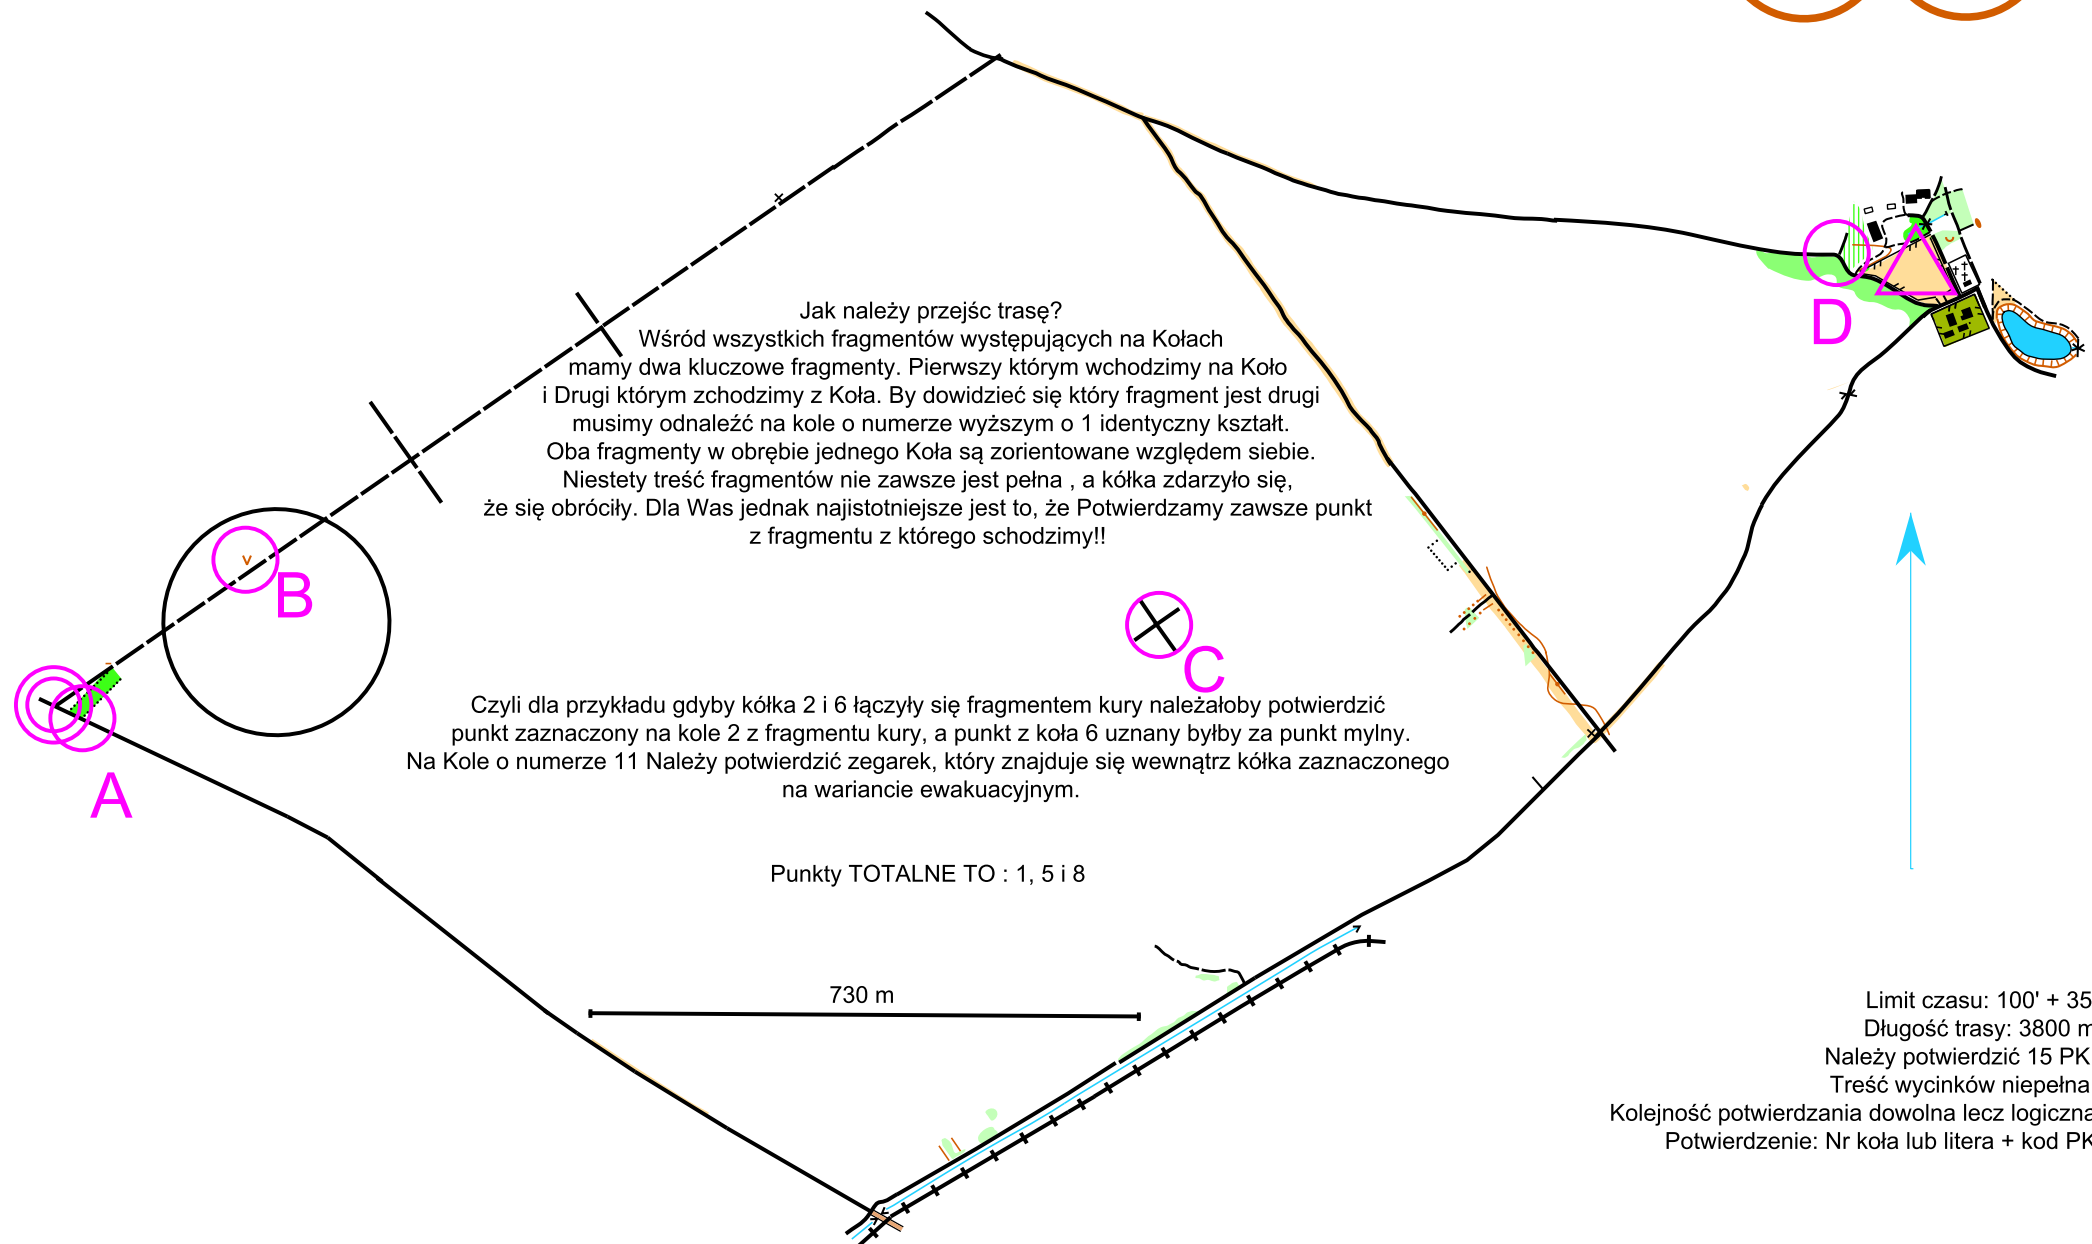 Jak należy przejśc trasę?
Wśród wszystkich fragmentów występujących na Kołach
mamy dwa kluczowe fragmenty. Pierwszy którym wchodzimy na Koło
i Drugi którym zchodzimy z Koła. By dowidzieć się który fragment jest drugi
musimy odnaleźć na kole o numerze wyższym o 1 identyczny kształt.
Oba fragmenty w obrębie jednego Koła są zorientowane względem siebie.
Niestety treść fragmentów nie zawsze jest pełna , a kółka zdarzyło się,
że się obróciły. Dla Was jednak najistotniejsze jest to, że Potwierdzamy zawsze punkt
z fragmentu z którego schodzimy!!
D
B
C
A
Czyli dla przykładu gdyby kółka 2 i 6 łączyły się fragmentem kury należałoby potwierdzić
punkt zaznaczony na kole 2 z fragmentu kury, a punkt z koła 6 uznany byłby za punkt mylny.
Na Kole o numerze 11 Należy potwierdzić zegarek, który znajduje się wewnątrz kółka zaznaczonego
na wariancie ewakuacyjnym.
Punkty TOTALNE TO : 1, 5 i 8
730 m
Limit czasu: 100' + 35
Długość trasy: 3800 m
Należy potwierdzić 15 PK
Treść wycinków niepełna
Kolejność potwierdzania dowolna lecz logiczna
Potwierdzenie: Nr koła lub litera + kod PK